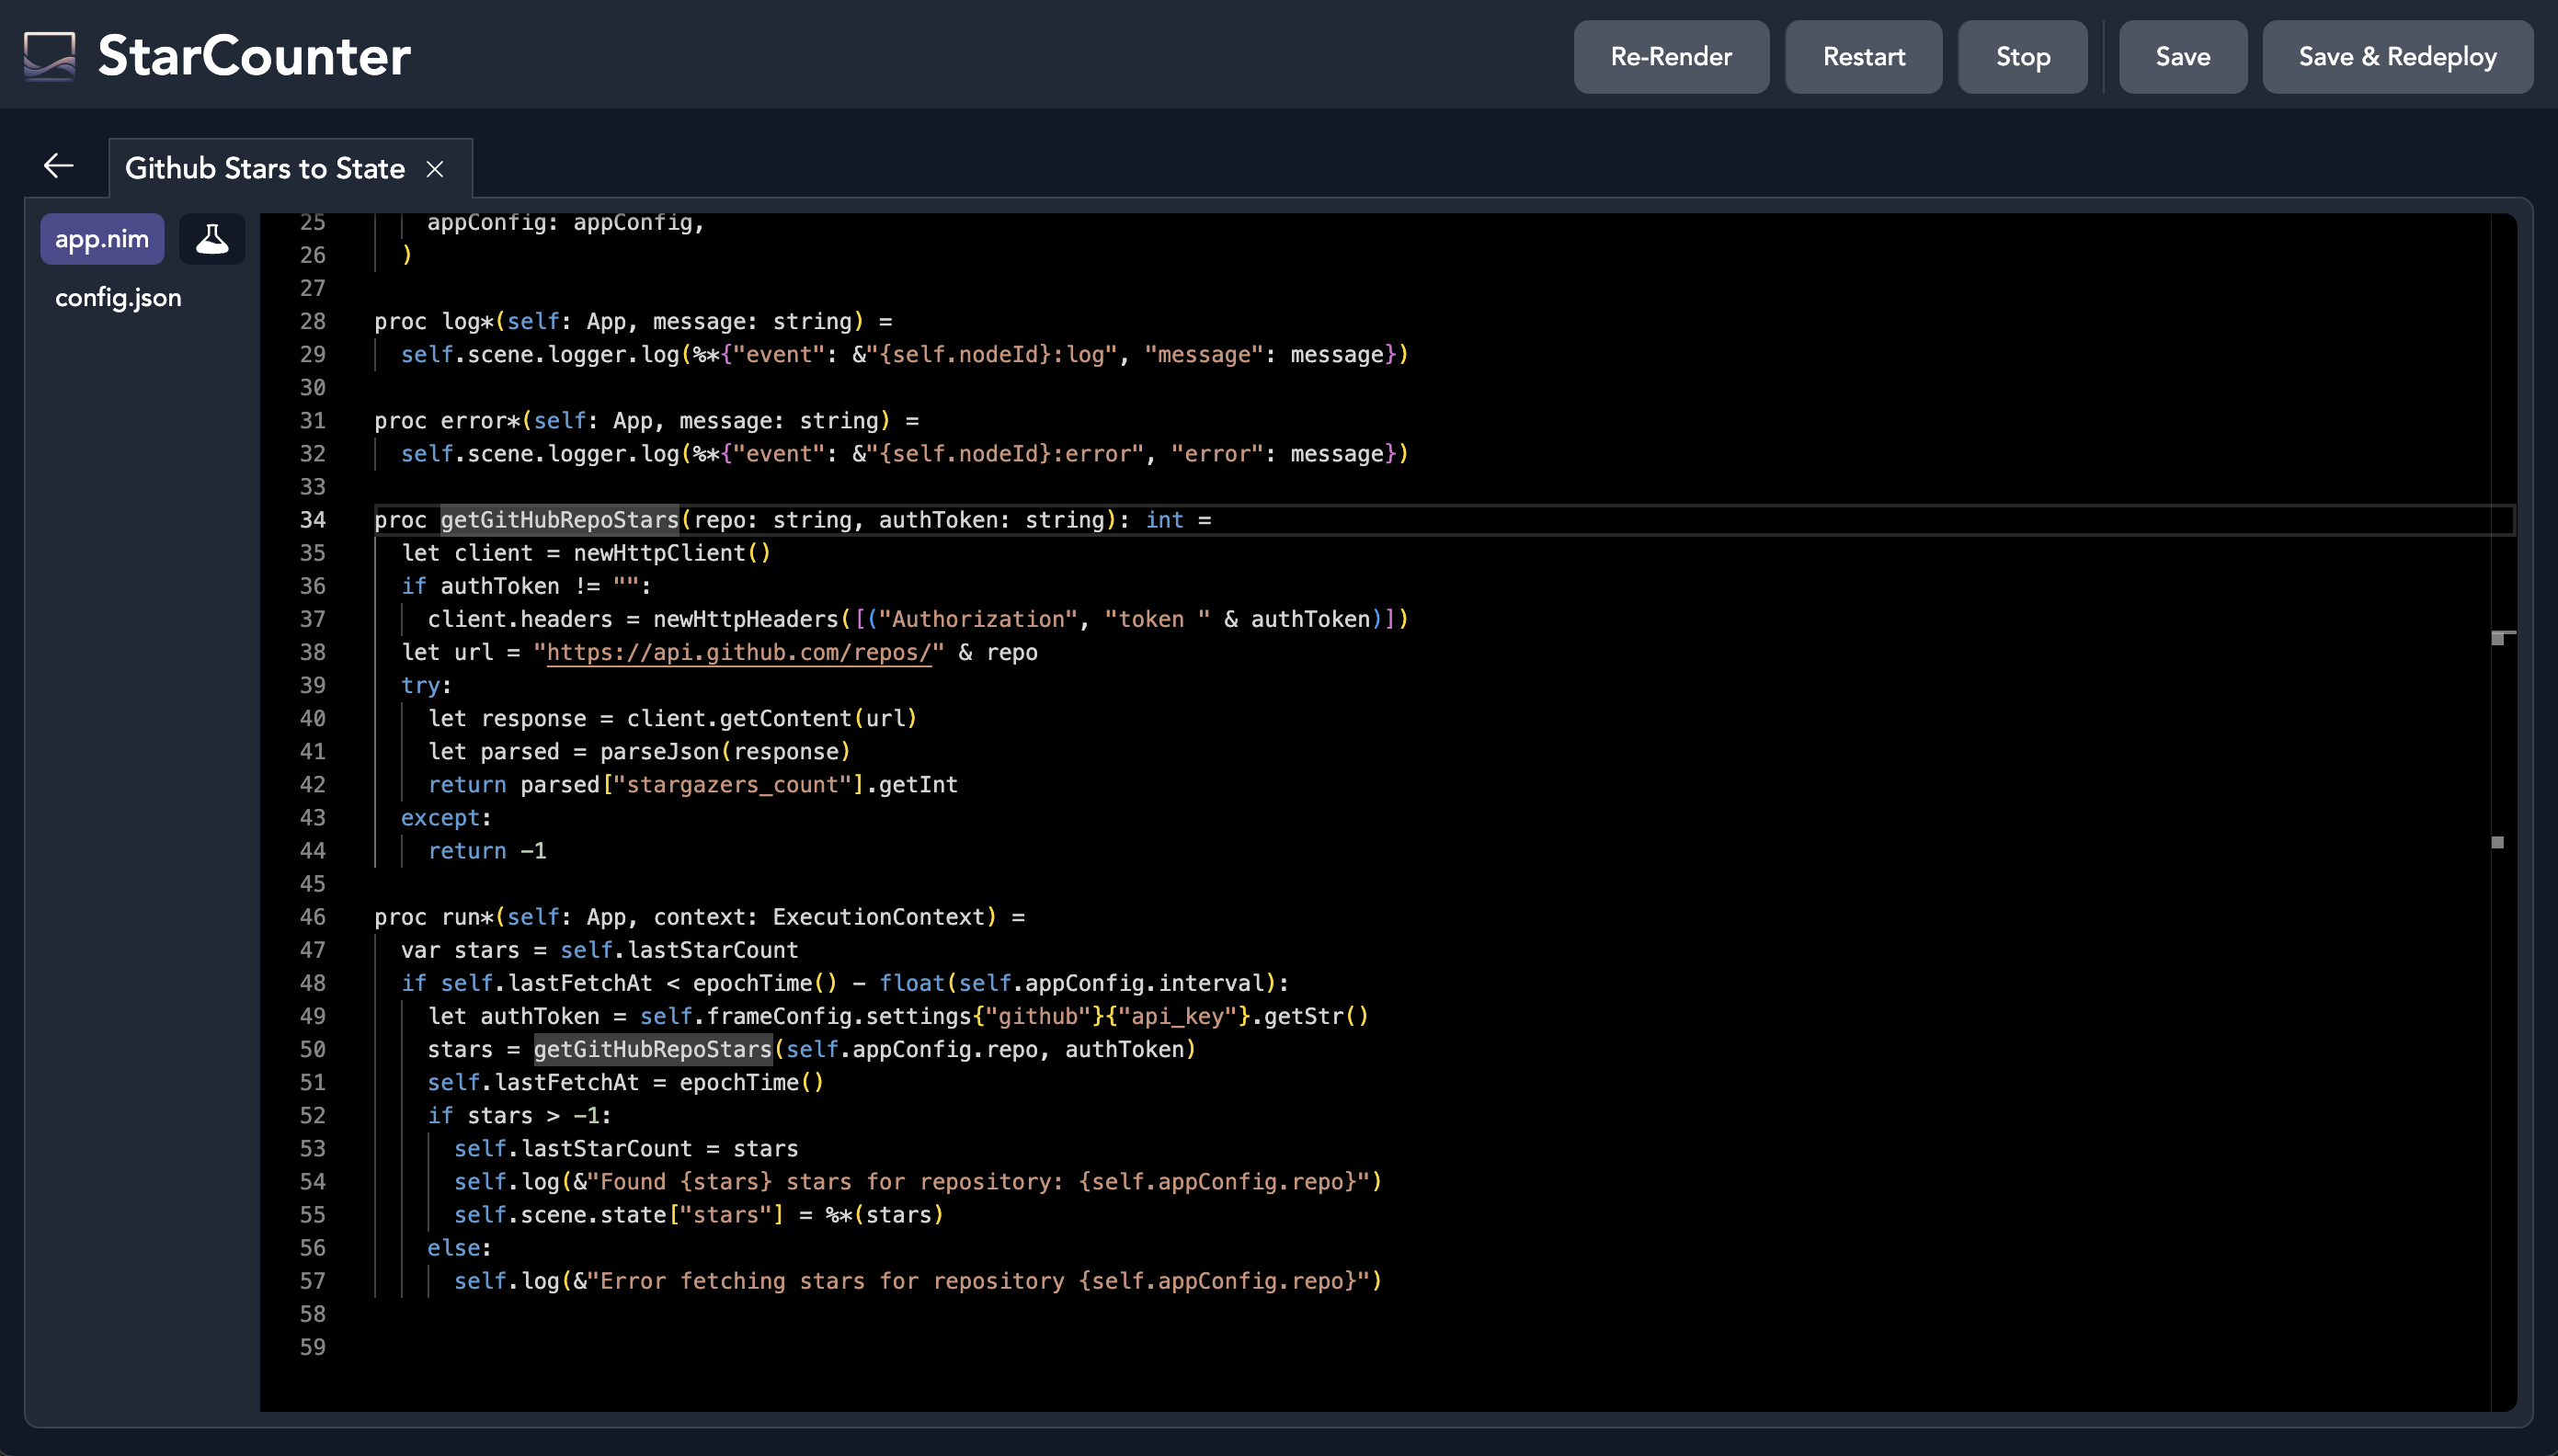 StarCounter
Re-Render
Restart
Stop
Save
Save & Redeploy
Github Stars to State
app.nim
config.json
25 appConfig: appConfig,
26 )
27
28 proc log*(self: App, message: string) =
29 self.scene.logger.log(%*{"event": &"{self.nodeId}:log", "message": message})
30
31 proc error*(self: App, message: string) =
32 self.scene.logger.log(%*{"event": &"{self.nodeId}:error", "error": message})
33
34 proc getGitHubRepoStars(repo: string, authToken: string): int =
35 let client = newHttpClient()
36 if authToken != "":
37 client.headers = newHttpHeaders([("Authorization", "token " & authToken)])
38 let url = "https://api.github.com/repos/" & repo
39 try:
40 let response = client.getContent(url)
41 let parsed = parseJson(response)
42 return parsed["stargazers_count"].getInt
43 except:
44 return -1
45
46 proc run*(self: App, context: ExecutionContext) =
47 var stars = self.lastStarCount
48 if self.lastFetchAt < epochTime() - float(self.appConfig.interval):
49 let authToken = self.frameConfig.settings{"github"}{"api_key"}.getStr()
50 stars = getGitHubRepoStars(self.appConfig.repo, authToken)
51 self.lastFetchAt = epochTime()
52 if stars > -1:
53 self.lastStarCount = stars
54 self.log(&"Found {stars} stars for repository: {self.appConfig.repo}")
55 self.scene.state["stars"] = %*(stars)
56 else:
57 self.log(&"Error fetching stars for repository {self.appConfig.repo}")
58
59